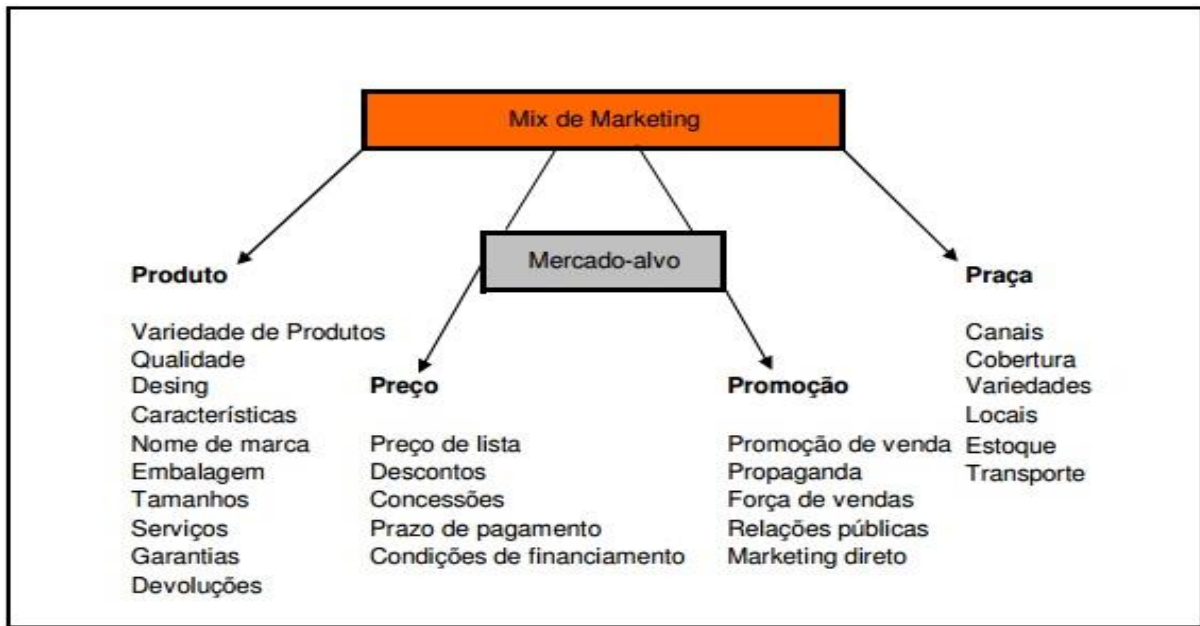 Mix de Marketing
Mercado-alvo
Produto
Variedade de Produtos
Qualidade
Desing
Características
Nome de marca
Embalagem
Tamanhos
Serviços
Garantias
Devoluções
Preço
Preço de lista
Descontos
Concessões
Prazo de pagamento
Condições de financiamento
Promoção
Promoção de venda
Propaganda
Força de vendas
Relações públicas
Marketing direto
Praça
Canais
Cobertura
Variedades
Locais
Estoque
Transporte